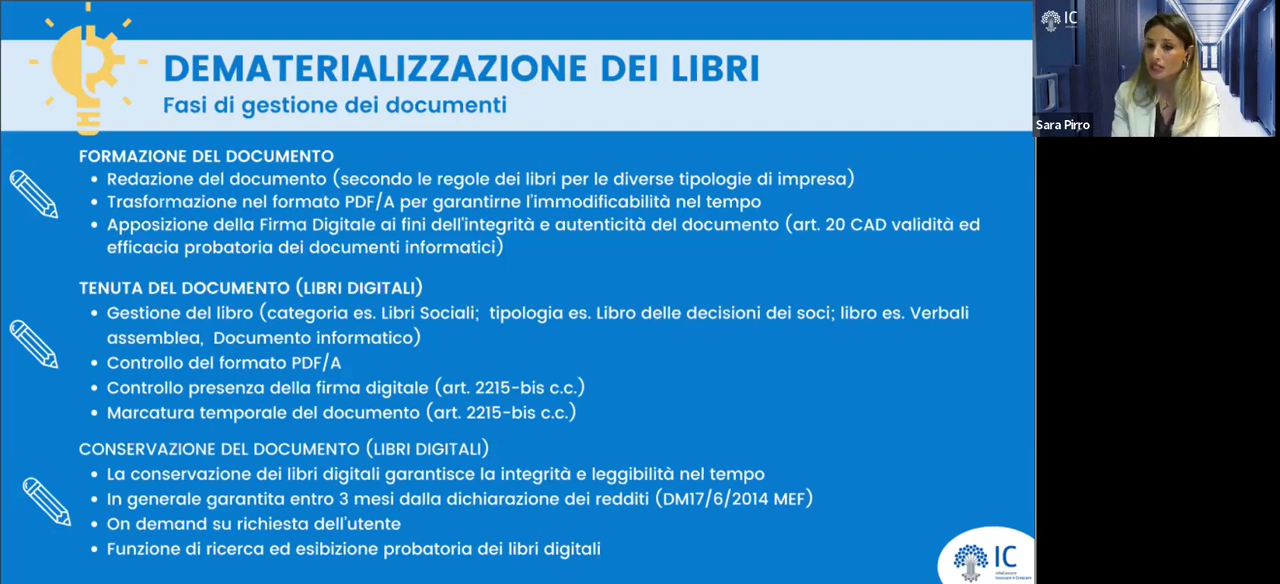 DEMATERIALIZZAZIONE DEI LIBRI
Fasi di gestione dei documenti
FORMAZIONE DEL DOCUMENTO
• Redazione del documento (secondo le regole dei libri per le diverse tipologie di impresa)
• Trasformazione nel formato PDF/A per garantirne l'immodificabilità nel tempo
• Apposizione della Firma Digitale ai fini dell'integrità e autenticità del documento (art. 20 CAD validità ed
efficacia probatoria dei documenti informatici)
TENUTA DEL DOCUMENTO (LIBRI DIGITALI)
• Gestione del libro (categoria es. Libri Sociali; tipologia es. Libro delle decisioni dei soci; libro es. Verbali
assemblea, Documento informatico)
• Controllo del formato PDF/A
• Controllo presenza della firma digitale (art. 2215-bis c.c.)
• Marcatura temporale del documento (art. 2215-bis c.c.)
CONSERVAZIONE DEL DOCUMENTO (LIBRI DIGITALI)
• La conservazione dei libri digitali garantisce la integrità e leggibilità nel tempo
• In generale garantita entro 3 mesi dalla dichiarazione dei redditi (DM17/6/2014 MEF)
• On demand su richiesta dell'utente
• Funzione di ricerca ed esibizione probatoria dei libri digitali
IC
IC
Sara Pirro